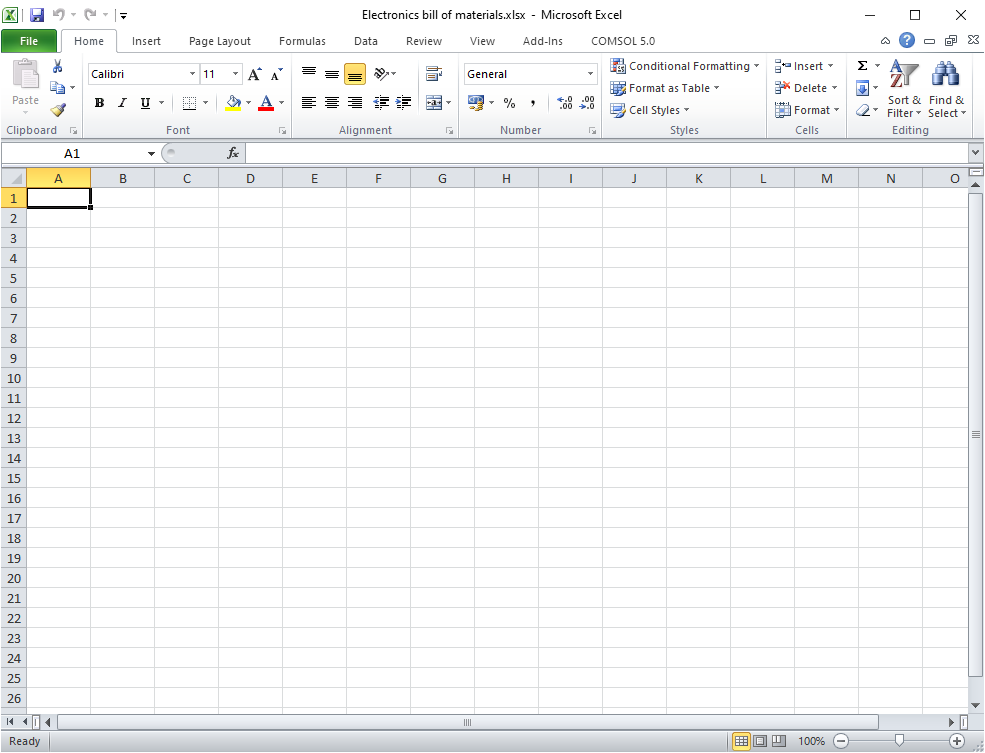 Electronics bill of materials.xlsx - Microsoft Excel
File Home Insert Page Layout Formulas Data Review View Add-Ins COMSOL 5.0
Paste
Clipboard
Calibri 11
B I U A
Font
Alignment
General
% , .00 .00
Number
Conditional Formatting
Format as Table
Cell Styles
Styles
Insert
Delete
Format
Cells
Σ
Sort & Filter
Find & Select
Editing
A1 fx
A B C D E F G H I J K L M N O
1
2
3
4
5
6
7
8
9
10
11
12
13
14
15
16
17
18
19
20
21
22
23
24
25
26
Ready 100%